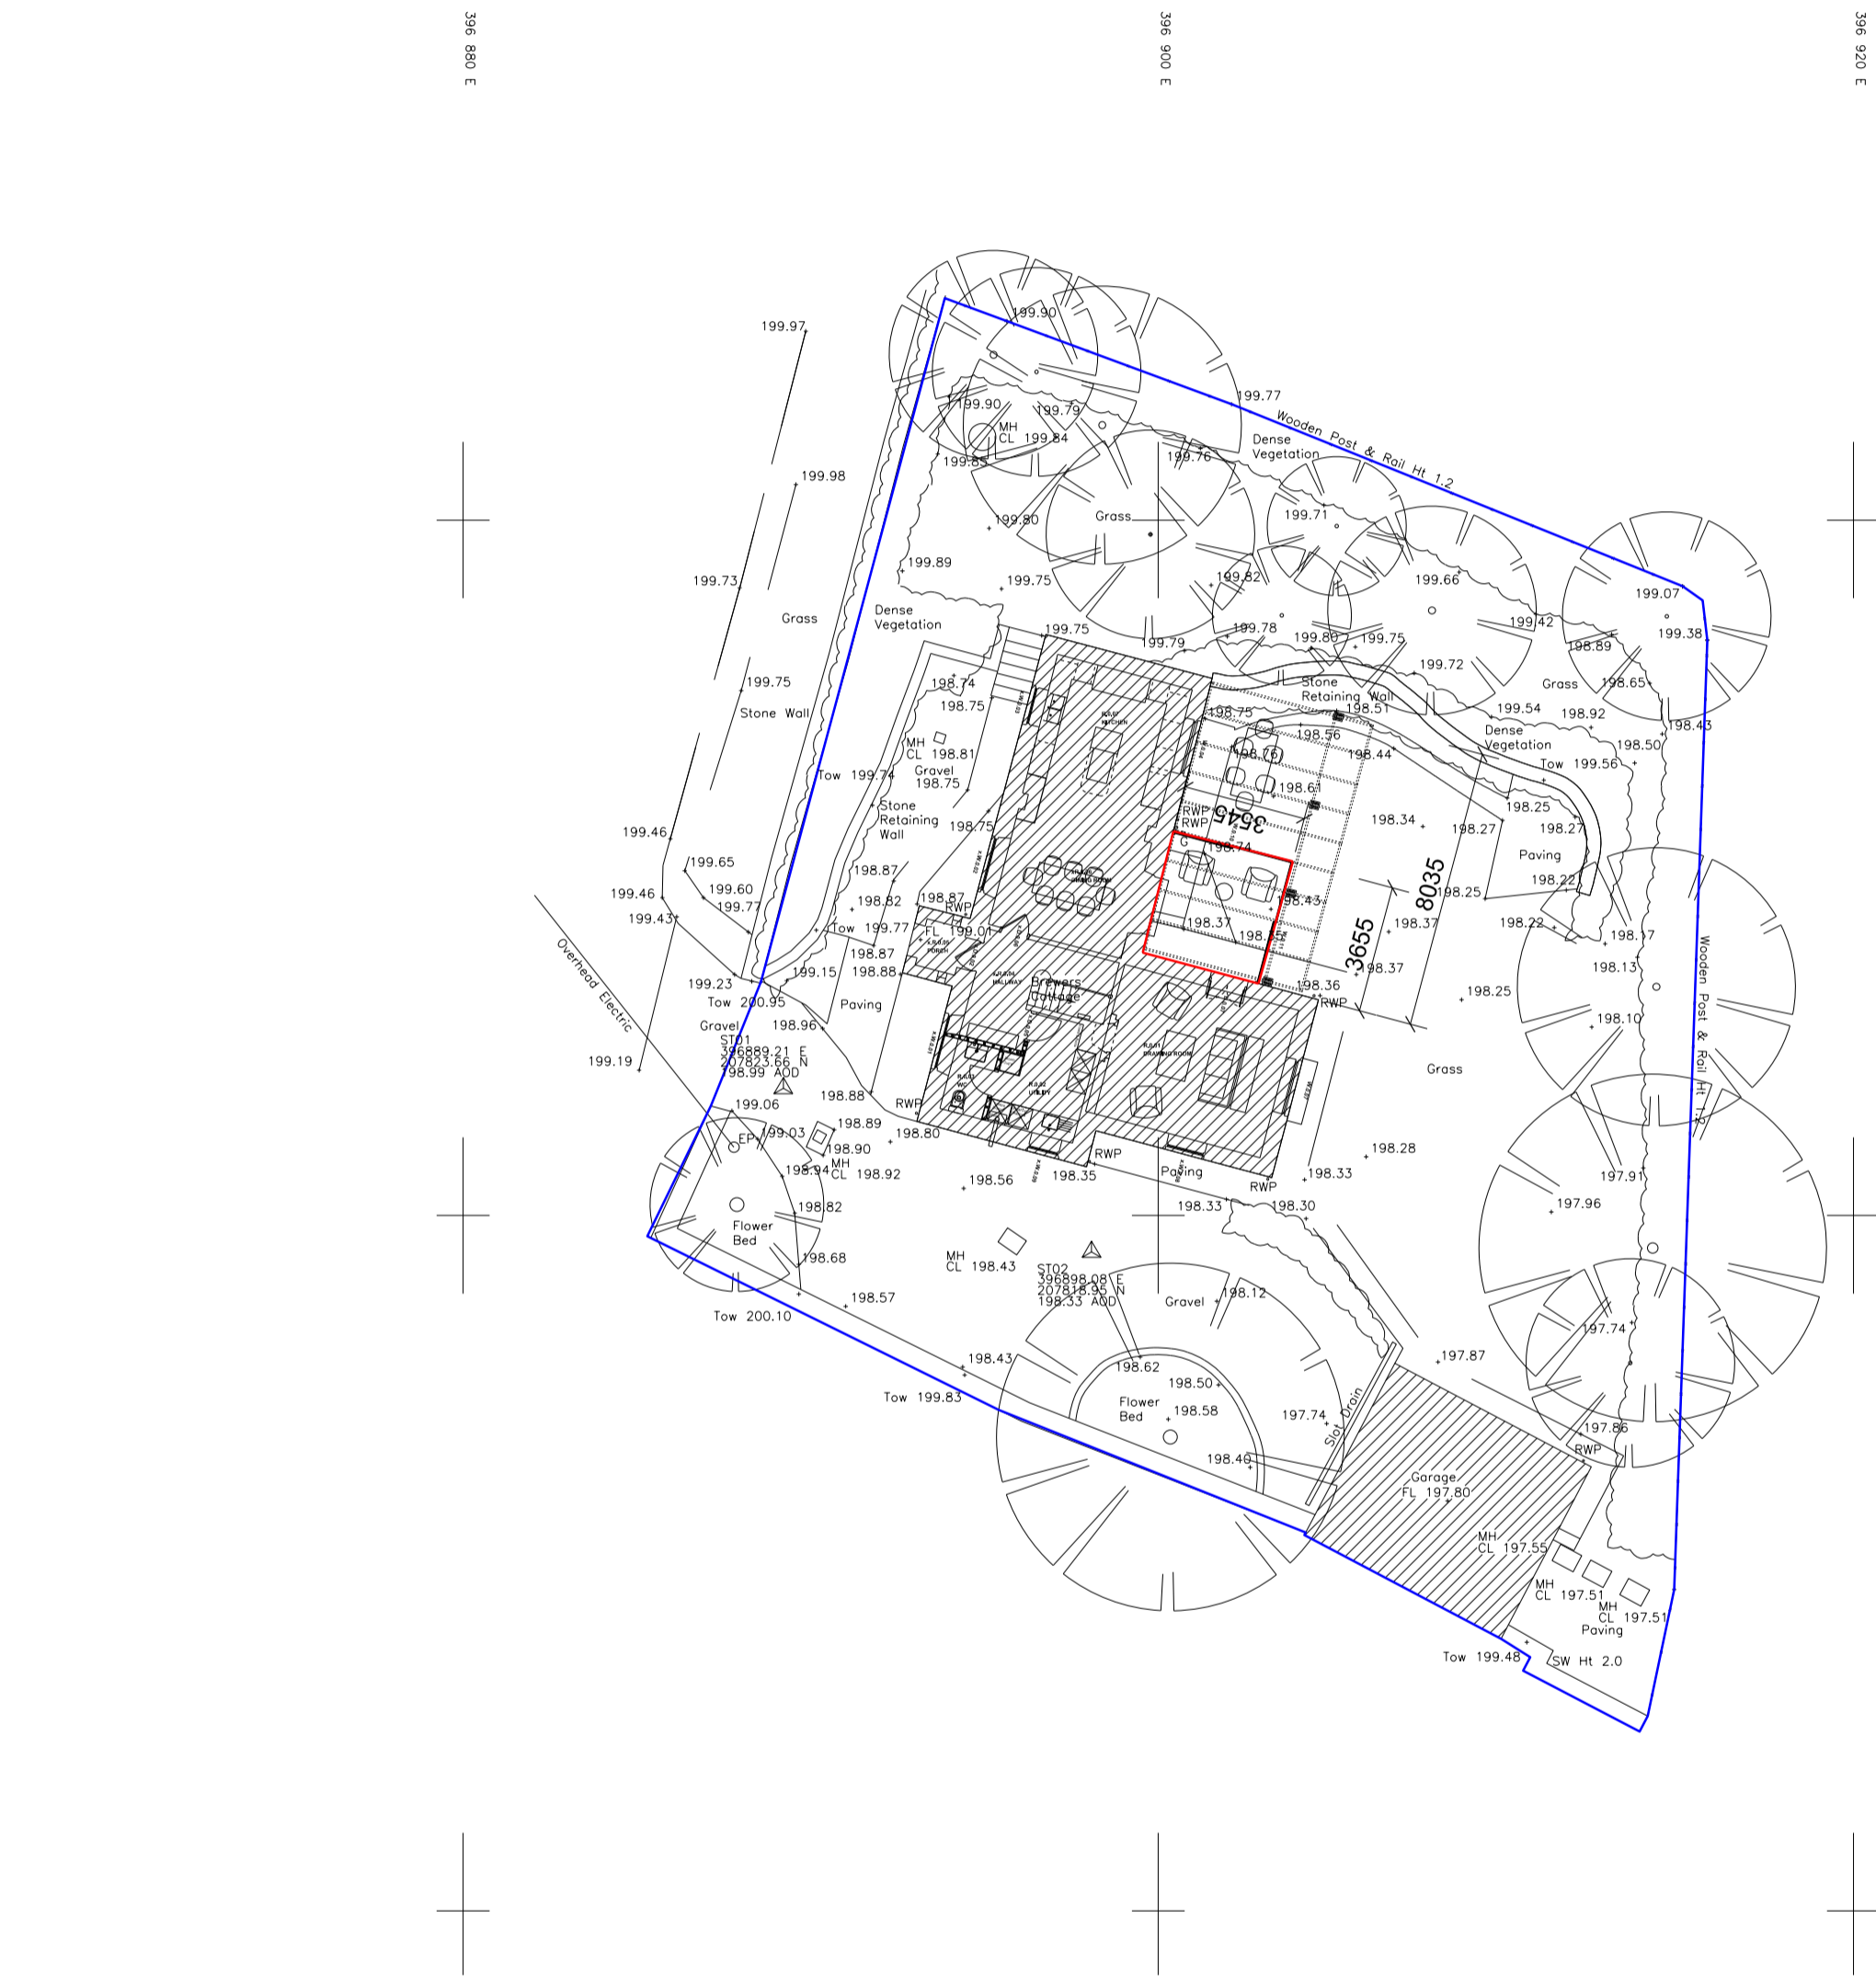 396 880 E
396 900 E
396 920 E
199.90
199.97
199.77
Wooden Post & Rail Ht 1.2
199.90
199.79
MH
CL 199.84
Dense
Vegetation
199.85
199.76
199.98
199.71
Grass
199.80
199.89
199.73
199.75
199.82
199.66
199.07
Dense
Vegetation
Grass
199.42
199.75
199.79
199.78
199.80
199.75
198.89
199.38
199.72
198.74
199.75
Stone
Retaining Wall
Grass
198.65
Stone Wall
198.75
198.75
198.51
199.54
198.92
198.43
KITCHEN
198.56
Dense
Vegetation
198.50
MH
CL 198.81
198.76
198.44
Tow 199.56
Gravel
Tow 199.74
198.75
198.61
198.25
Stone
Retaining
Wall
RWP
RWP
3545
198.34
198.27
198.27
198.75
199.46
G
198.74
Paving
199.65
198.87
8035
198.22
198.25
199.60
DINING ROOM
199.46
199.77
198.82
198.87
RWP
198.43
199.43
198.37
198.37
198.22
Tow 199.77
FL 199.01
3655
198.17
PORCH
198.87
198.13
199.15
198.88
198.37
199.23
HALLWAY
Brewers
Cottage
198.36
RWP
198.25
Tow 200.95
Paving
Overhead Electric
Wooden Post & Rail Ht 1.2
Gravel
198.96
198.10
ST01
396889.21 E
207823.66 N
198.99 AOD
DRAWING ROOM
199.19
Grass
WC
UTILITY
198.88
RWP
199.06
EP
199.03
198.89
198.80
198.90
198.28
MH
CL 198.92
198.94
RWP
198.35
Paving
198.33
RWP
197.91
198.56
198.82
198.33
198.30
197.96
Flower
Bed
198.68
MH
CL 198.43
ST02
396898.08 E
207818.95 N
198.33 AOD
198.57
Gravel
198.12
Tow 200.10
197.74
198.43
198.62
197.87
198.50
Tow 199.83
Flower
Bed
198.58
197.74
Slot Drain
197.86
RWP
198.40
Garage
FL 197.80
MH
CL 197.55
MH
CL 197.51
MH
CL 197.51
Paving
Tow 199.48
SW Ht 2.0